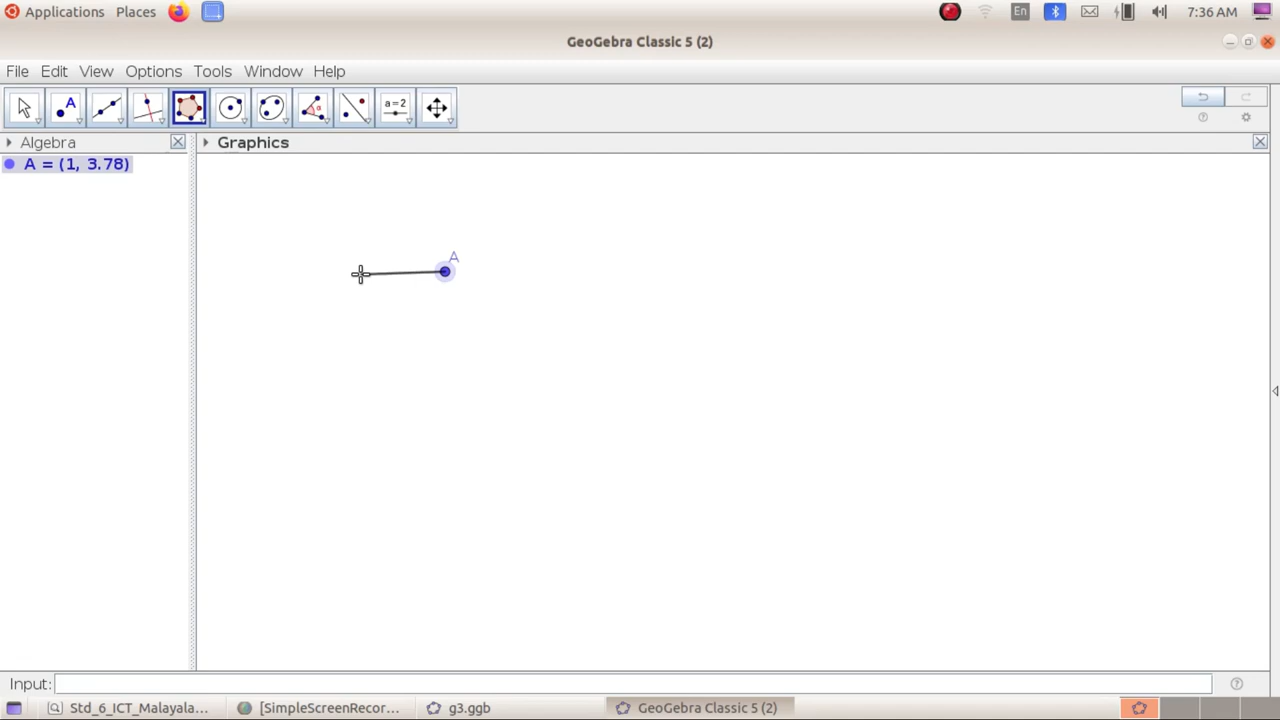 Applications Places En 7:36 AM
GeoGebra Classic 5 (2)
File Edit View Options Tools Window Help
A α a=2
Algebra Graphics
A = (1, 3.78)
A
Input:
Std_6_ICT_Malayala... [SimpleScreenRecor... g3.ggb GeoGebra Classic 5 (2)